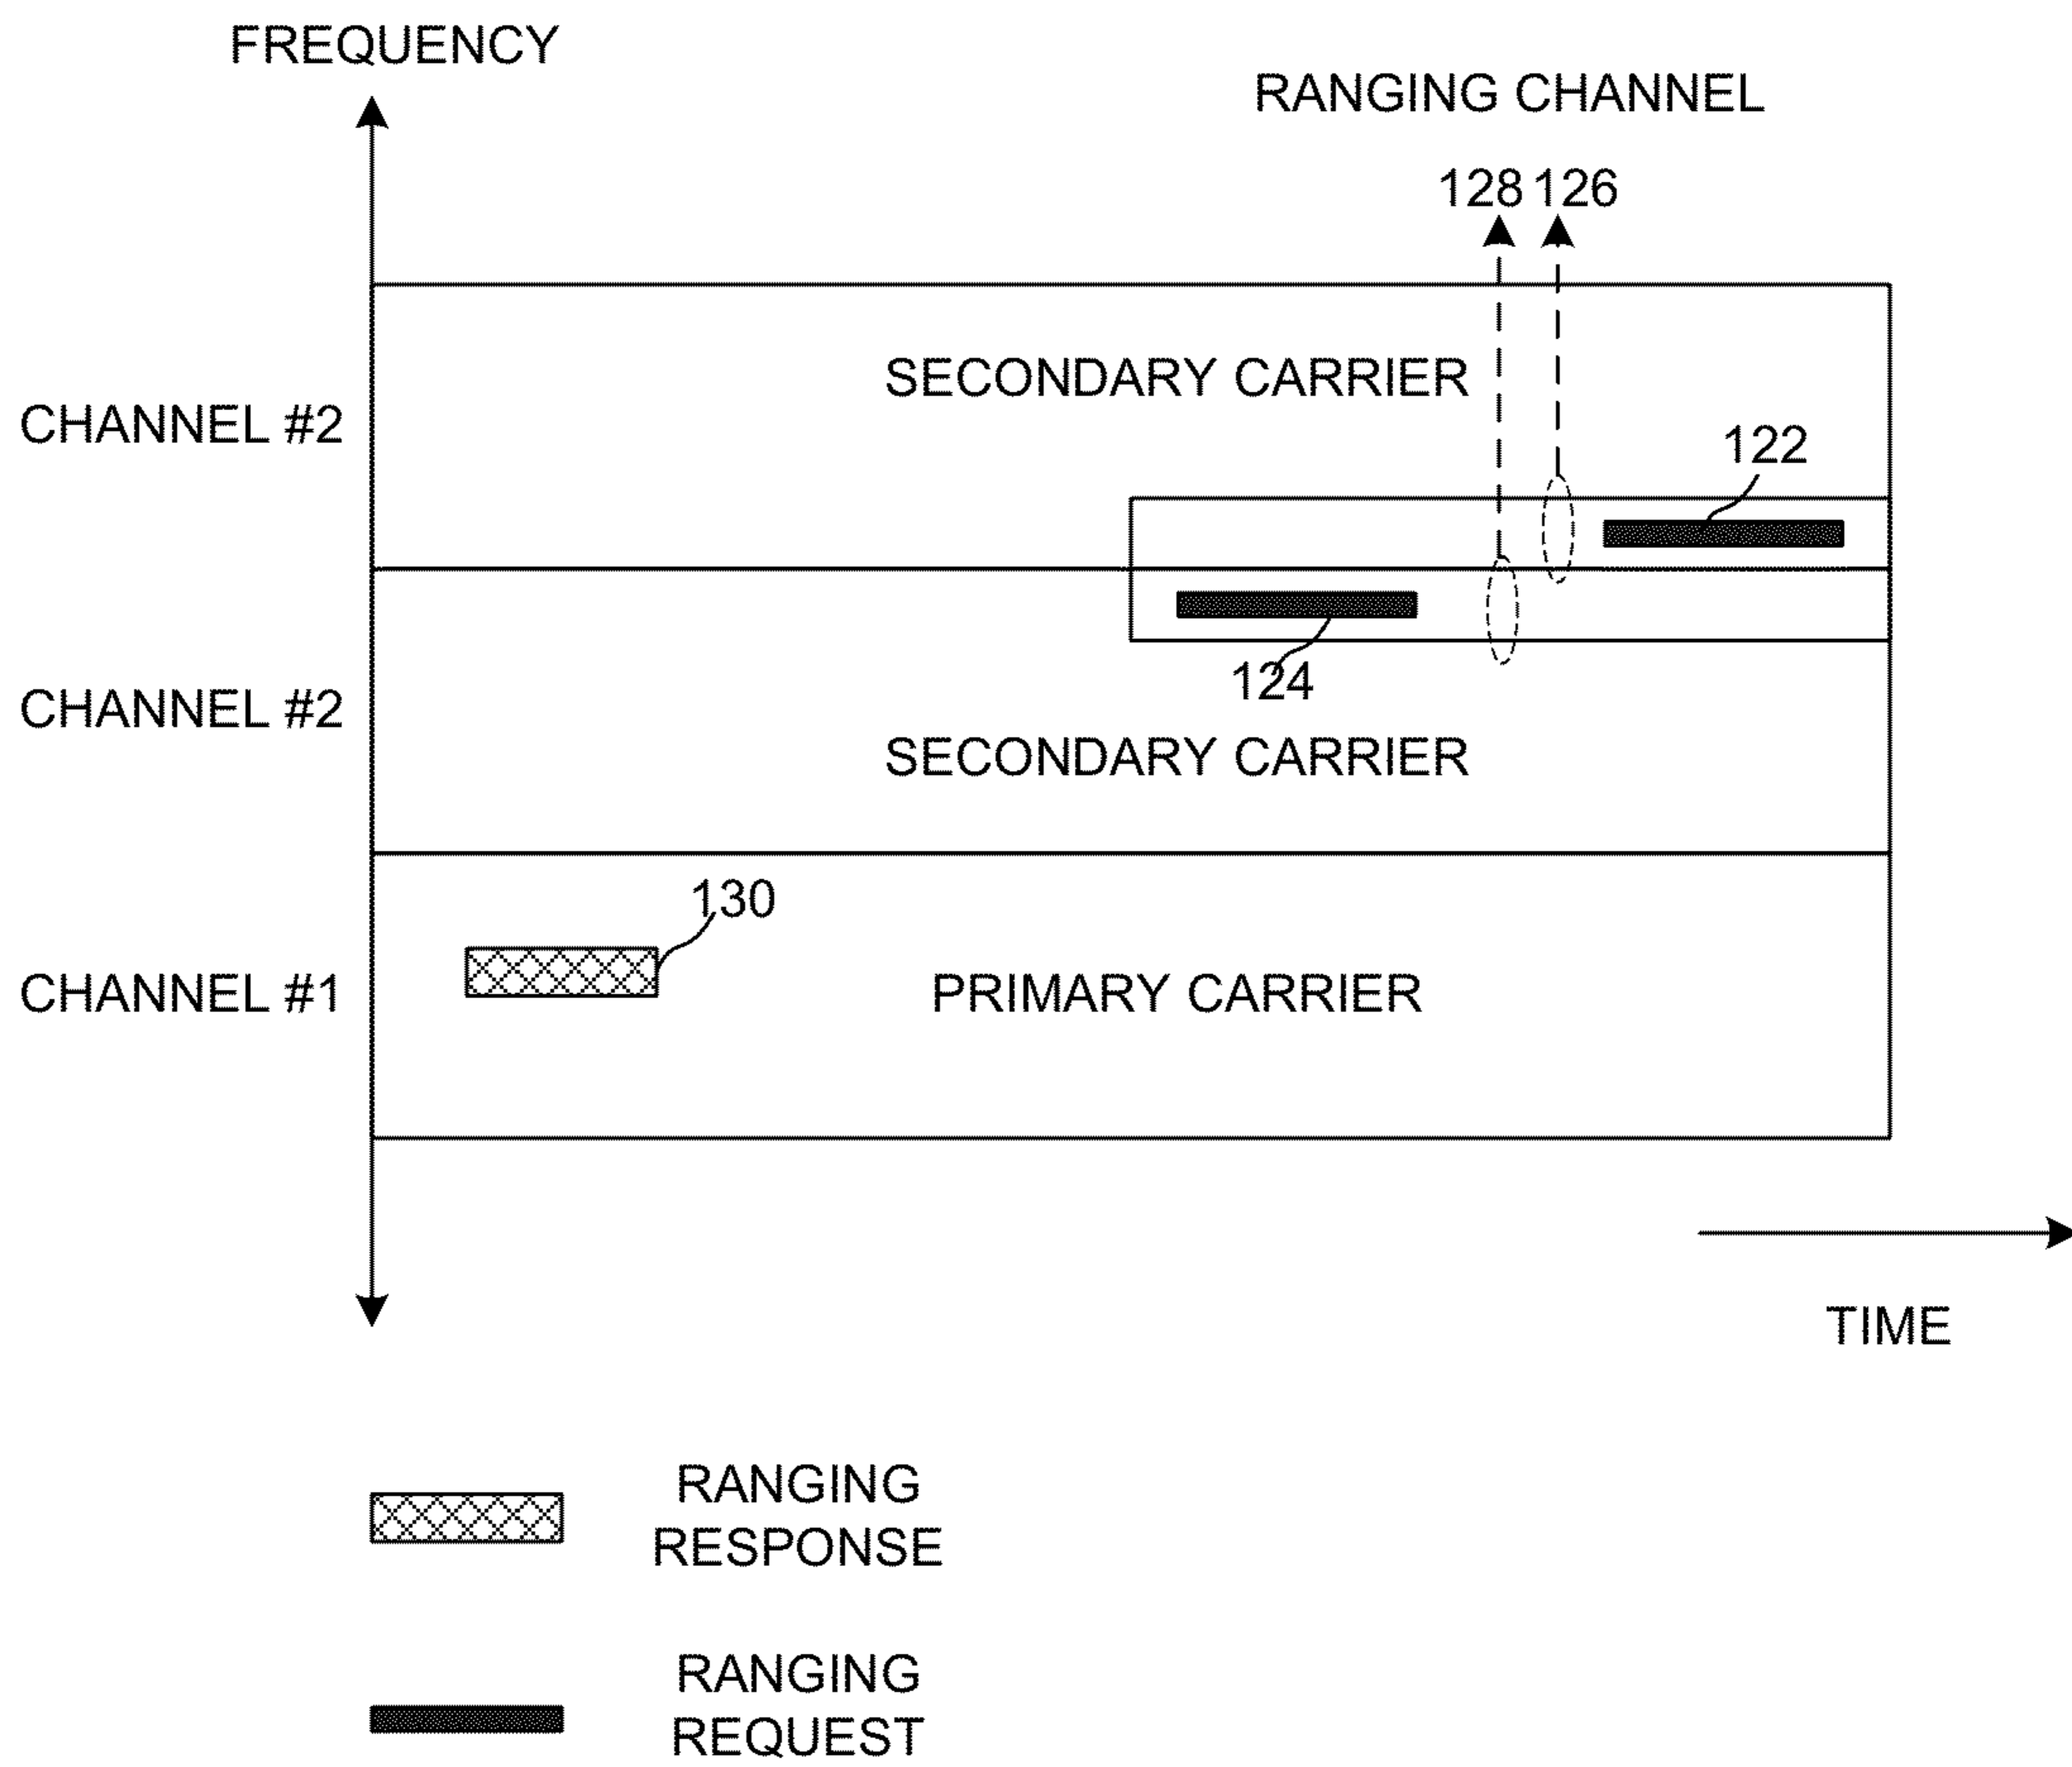 FREQUENCY
RANGING CHANNEL
128 126
SECONDARY CARRIER
CHANNEL #2
122
124
CHANNEL #2
SECONDARY CARRIER
130
CHANNEL #1
PRIMARY CARRIER
TIME
RANGING
RESPONSE
RANGING
REQUEST